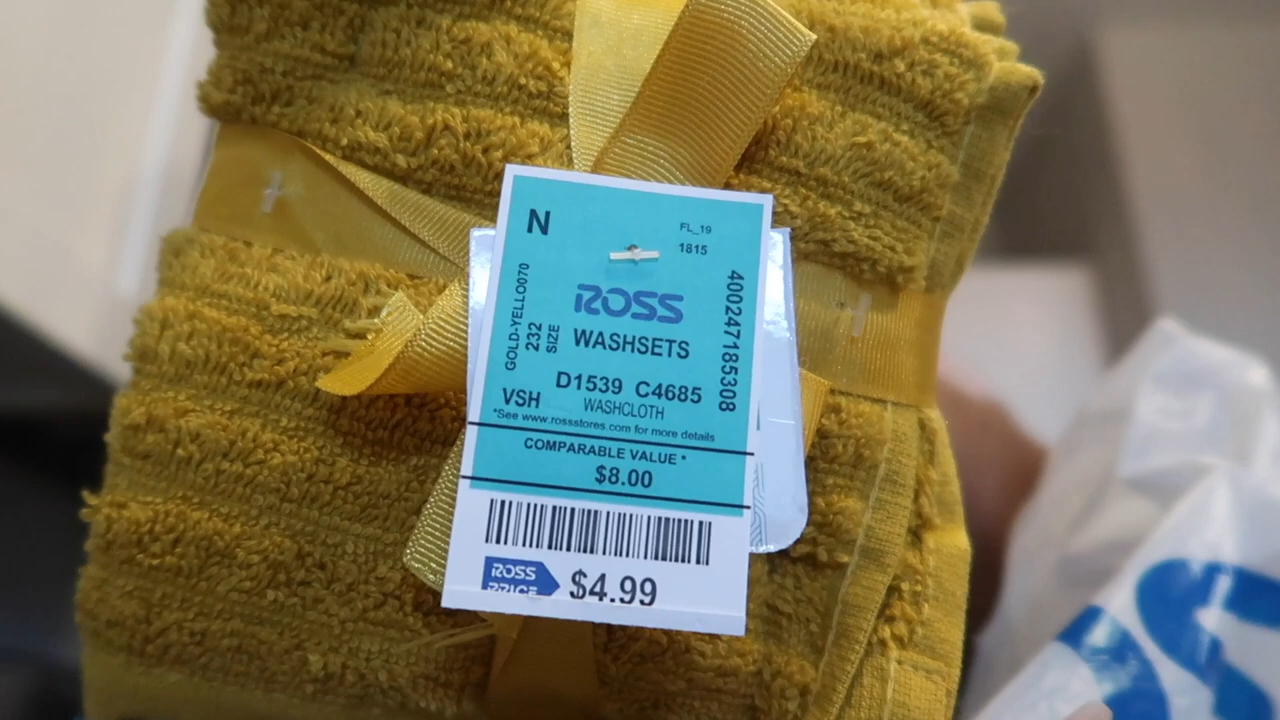 N
FL_19
1815
ROSS
WASHSETS
GOLD-YELLO070
232
SIZE
400247185308
D1539 C4685
VSH
WASHCLOTH
*See www.rossstores.com for more details
COMPARABLE VALUE *
$8.00
ROSS
PRICE
$4.99
S